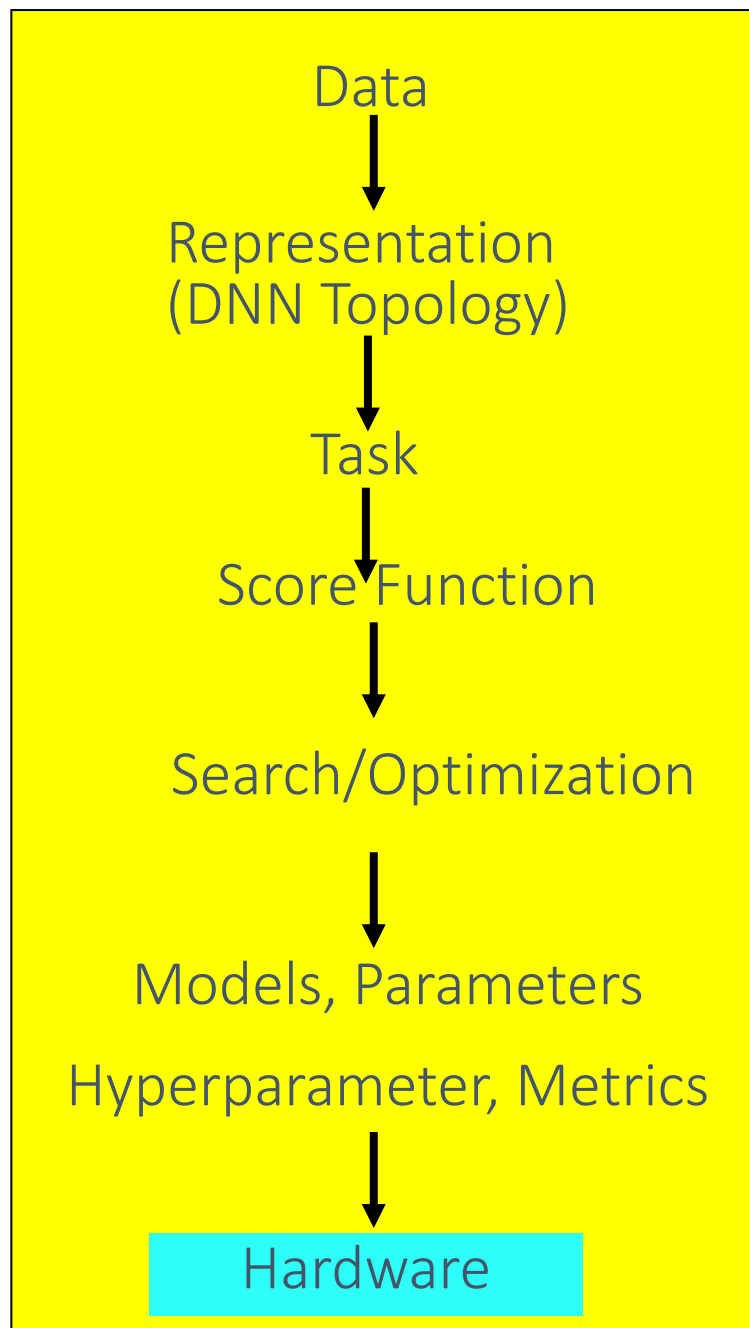 Data
Representation
(DNN Topology)
Task
Score Function
Search/Optimization
Models, Parameters
Hyperparameter, Metrics
Hardware